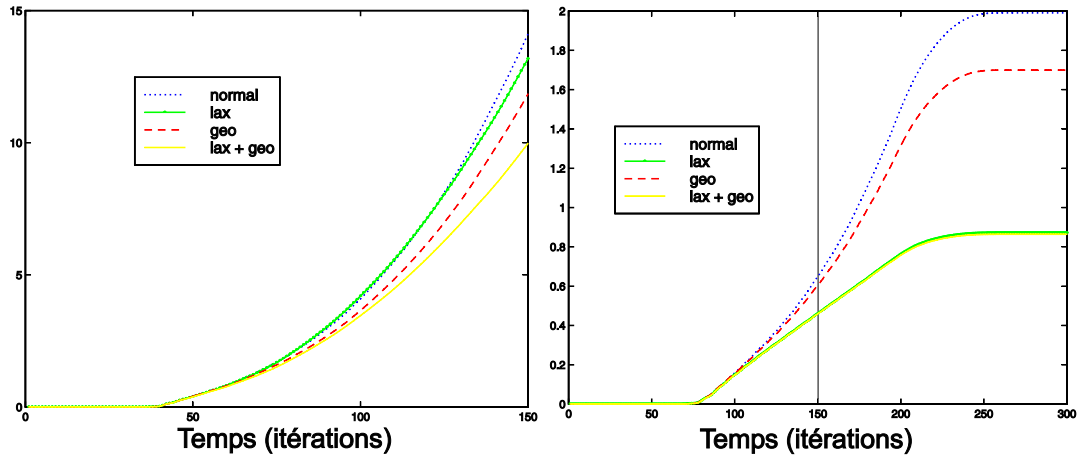 15
10
5
0
normal
lax
geo
lax + geo
0 50 100 150
Temps (itérations)
2
1.8
1.6
1.4
1.2
1
0.8
0.6
0.4
0.2
0
normal
lax
geo
lax + geo
0 50 100 150 200 250 300
Temps (itérations)